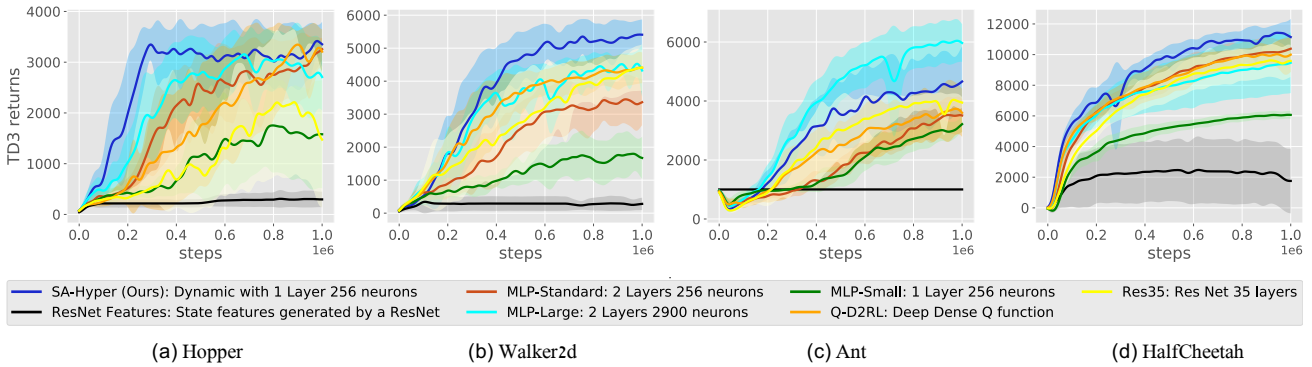 4000
3000
2000
1000
0
TD3 returns
0.0 0.2 0.4 0.6 0.8 1.0
1e6
steps
6000
5000
4000
3000
2000
1000
0
0.0 0.2 0.4 0.6 0.8 1.0
1e6
steps
6000
4000
2000
0
0.0 0.2 0.4 0.6 0.8 1.0
1e6
steps
12000
10000
8000
6000
4000
2000
0
0.0 0.2 0.4 0.6 0.8 1.0
1e6
steps
SA-Hyper (Ours): Dynamic with 1 Layer 256 neurons
ResNet Features: State features generated by a ResNet
MLP-Standard: 2 Layers 256 neurons
MLP-Large: 2 Layers 2900 neurons
MLP-Small: 1 Layer 256 neurons
Q-D2RL: Deep Dense Q function
Res35: Res Net 35 layers
(a) Hopper
(b) Walker2d
(c) Ant
(d) HalfCheetah